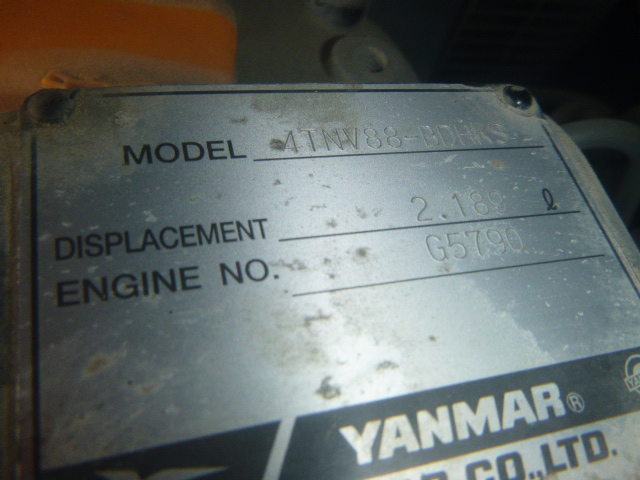 MODEL 4TNV88-BDHKS
DISPLACEMENT 2.189 ℓ
ENGINE NO. G5790
YANMAR®
CO.,LTD.